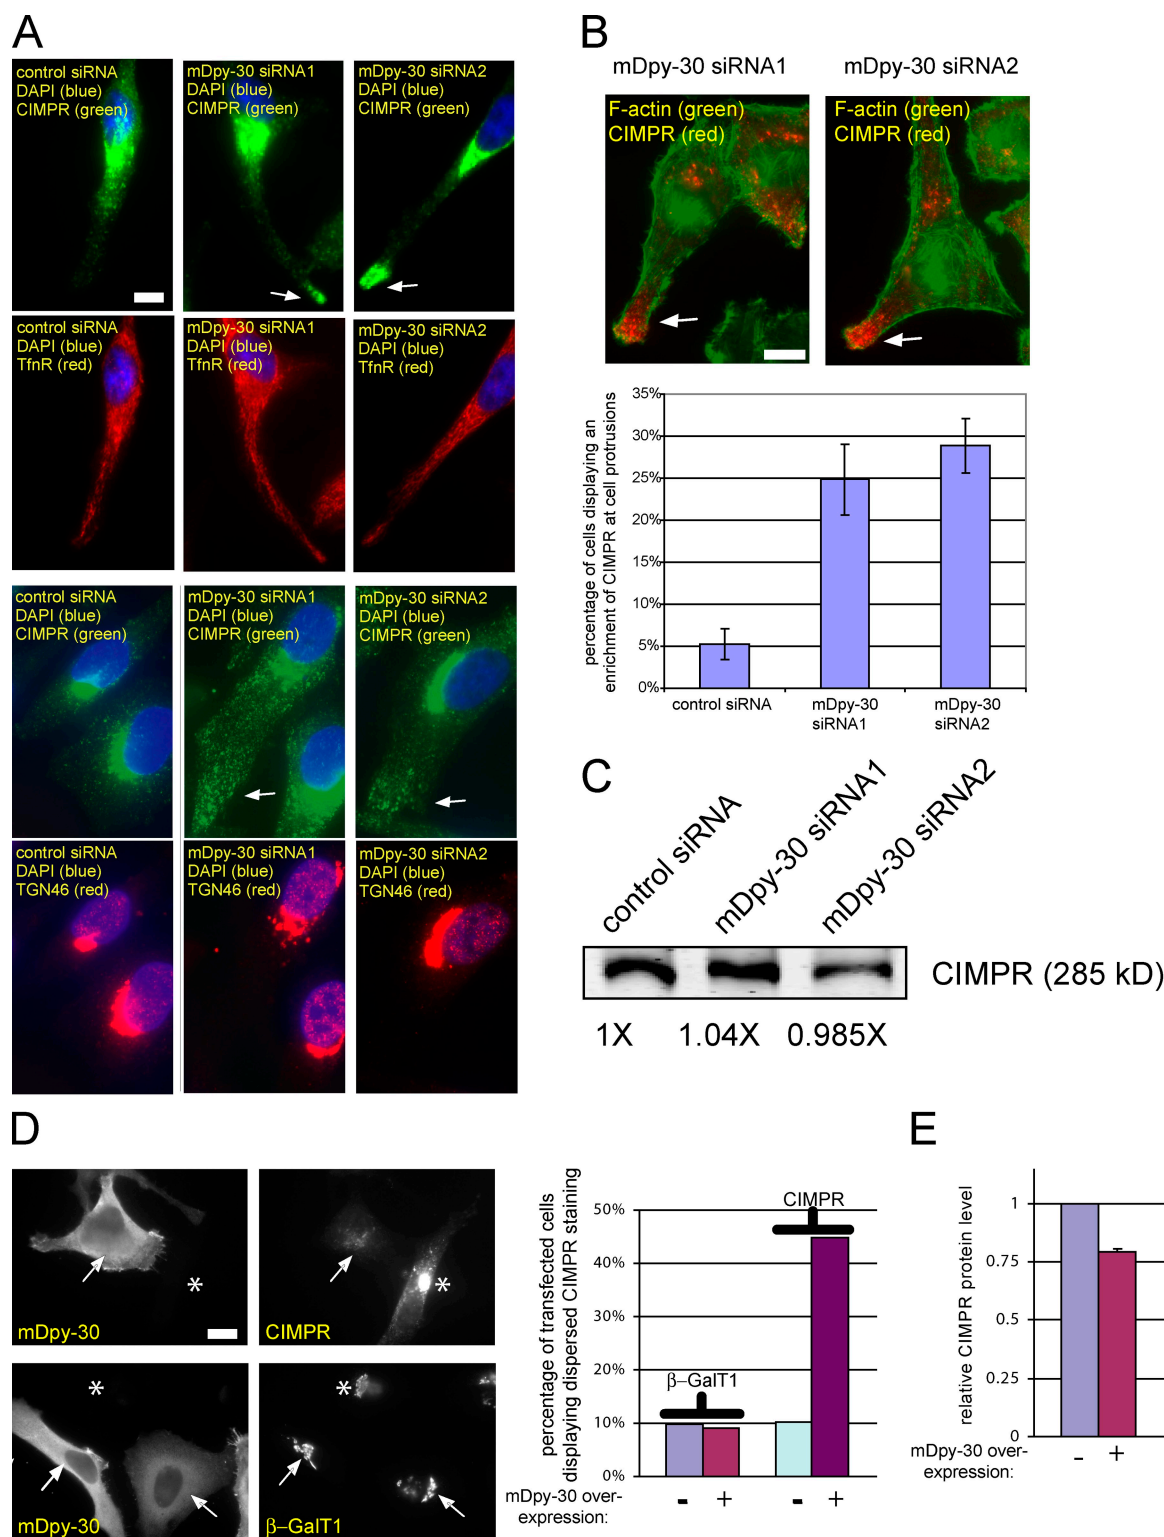 A
control siRNA
DAPI (blue)
CIMPR (green)
mDpy-30 siRNA1
DAPI (blue)
CIMPR (green)
mDpy-30 siRNA2
DAPI (blue)
CIMPR (green)
control siRNA
DAPI (blue)
TfnR (red)
mDpy-30 siRNA1
DAPI (blue)
TfnR (red)
mDpy-30 siRNA2
DAPI (blue)
TfnR (red)
control siRNA
DAPI (blue)
CIMPR (green)
mDpy-30 siRNA1
DAPI (blue)
CIMPR (green)
mDpy-30 siRNA2
DAPI (blue)
CIMPR (green)
control siRNA
DAPI (blue)
TGN46 (red)
mDpy-30 siRNA1
DAPI (blue)
TGN46 (red)
mDpy-30 siRNA2
DAPI (blue)
TGN46 (red)
B
mDpy-30 siRNA1
mDpy-30 siRNA2
F-actin (green)
CIMPR (red)
F-actin (green)
CIMPR (red)
percentage of cells displaying an
enrichment of CIMPR at cell protrusions
35%
30%
25%
20%
15%
10%
5%
0%
control siRNA
mDpy-30
siRNA1
mDpy-30
siRNA2
C
control siRNA
mDpy-30 siRNA1
mDpy-30 siRNA2
CIMPR (285 kD)
1X
1.04X
0.985X
D
mDpy-30
*
CIMPR
*
mDpy-30
*
β–GalT1
*
percentage of transfected cells
displaying dispersed CIMPR staining
50%
40%
30%
20%
10%
0%
β–GalT1
CIMPR
mDpy-30 over-
expression:
- + - +
E
relative CIMPR protein level
1
0.75
0.5
0.25
0
mDpy-30 over-
expression:
- +